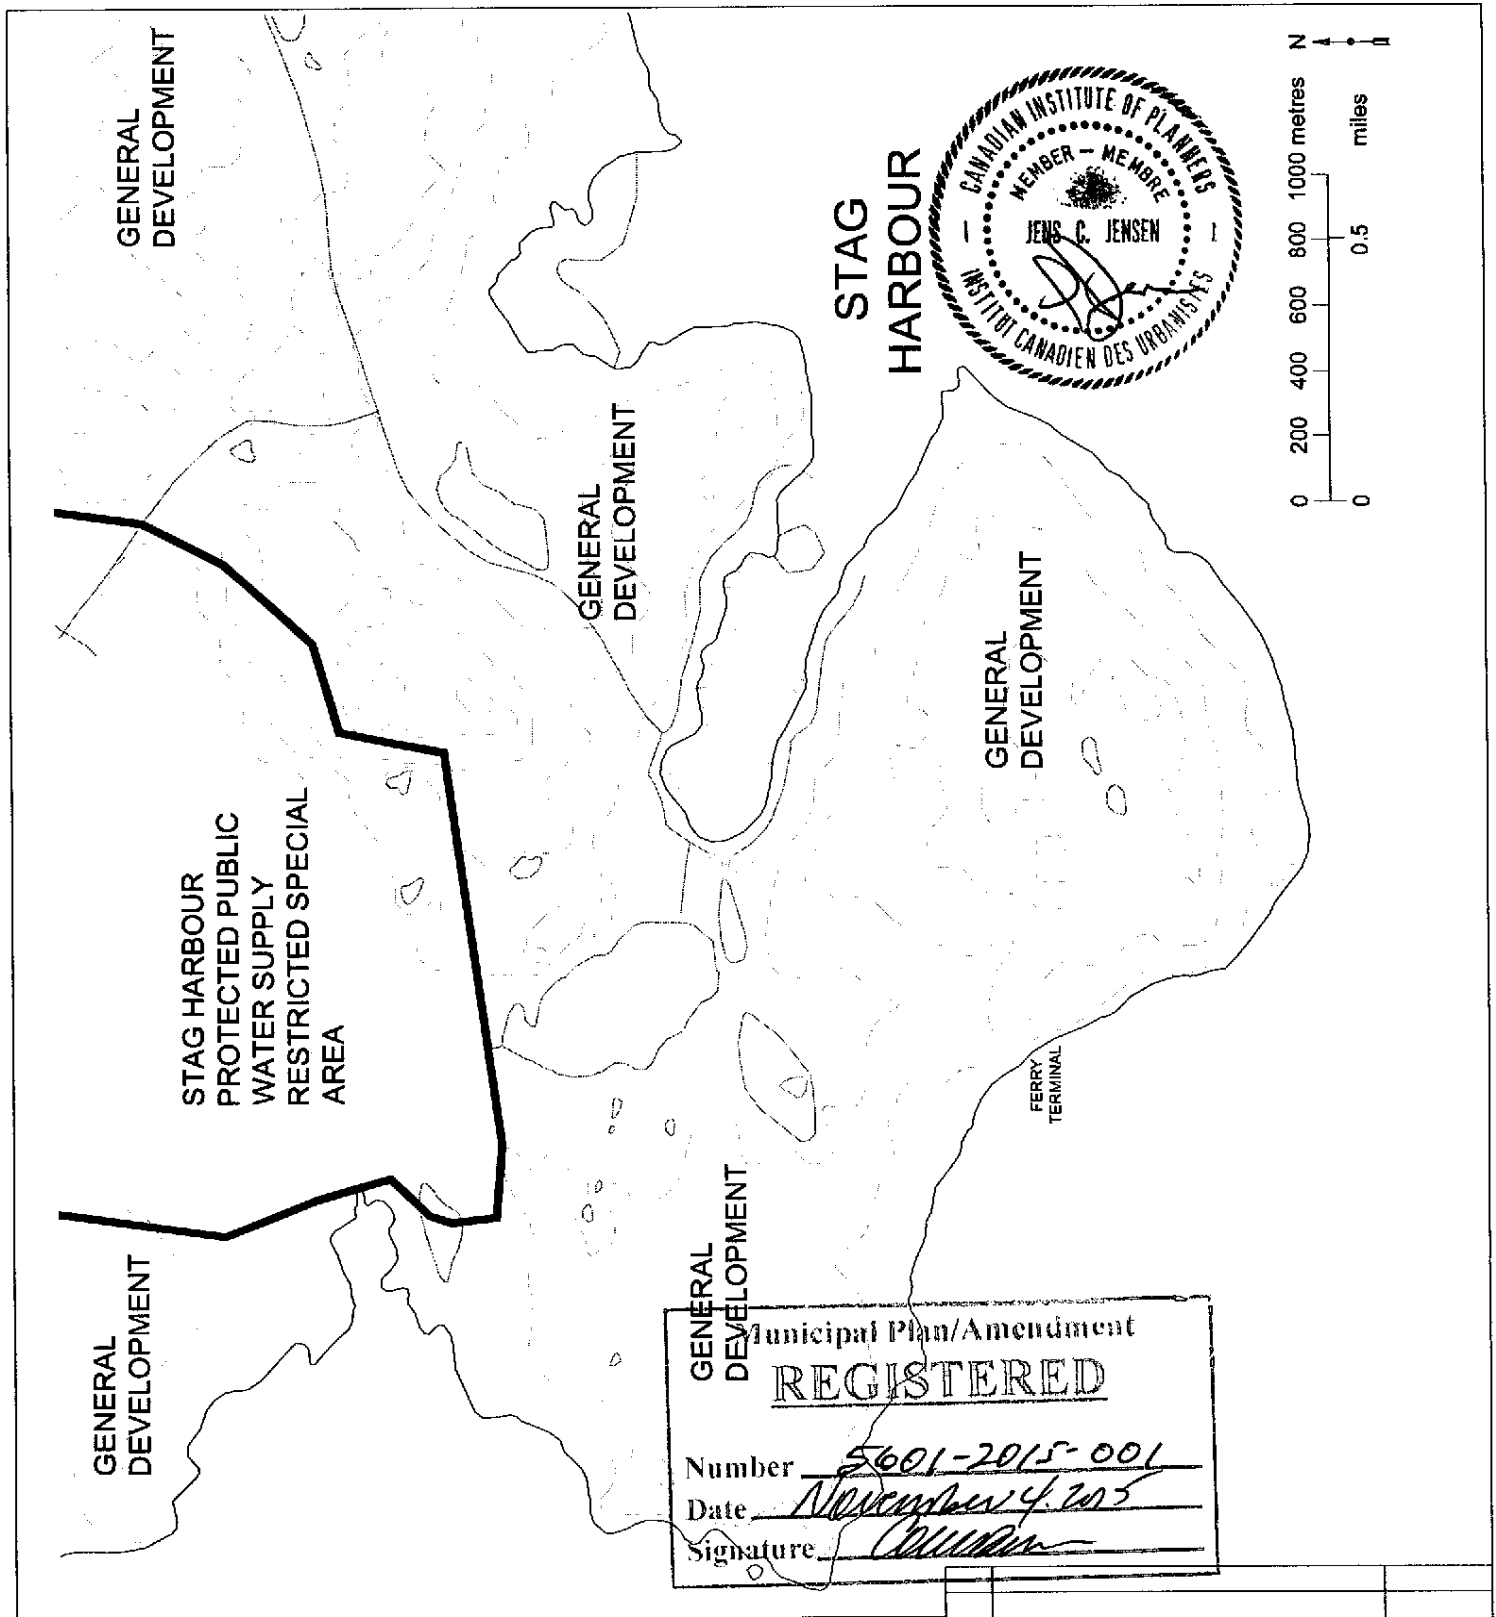 GENERAL
DEVELOPMENT
STAG HARBOUR
PROTECTED PUBLIC
WATER SUPPLY
RESTRICTED SPECIAL
AREA
GENERAL
DEVELOPMENT
GENERAL
DEVELOPMENT
GENERAL
DEVELOPMENT
GENERAL
DEVELOPMENT
FERRY
TERMINAL
STAG
HARBOUR
CANADIAN INSTITUTE OF PLANNERS
MEMBER - MEMBRE
JENS C. JENSEN
INSTITUT CANADIEN DES URBANISTES
N
0 200 400 600 800 1000 metres
0 0.5 miles
Municipal Plan/Amendment
REGISTERED
Number 5601-2015-001
Date November 4. 2015
Signature